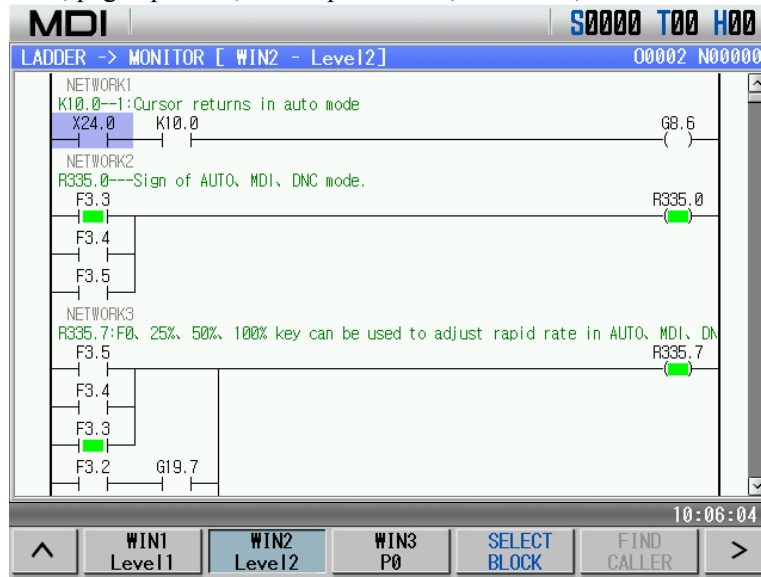 MDI S0000 T00 H00
LADDER -> MONITOR [ WIN2 - Level2] O0002 N00000
NETWORK1
K10.0--1:Cursor returns in auto mode
X24.0 K10.0 G8.6
NETWORK2
R335.0---Sign of AUTO、MDI、DNC mode.
F3.3 R335.0
F3.4
F3.5
NETWORK3
R335.7:F0、25%、50%、100% key can be used to adjust rapid rate in AUTO、MDI、DN
F3.5 R335.7
F3.4
F3.3
F3.2 G19.7
10:06:04
^ WIN1 WIN2 WIN3 SELECT FIND >
Level1 Level2 P0 BLOCK CALLER